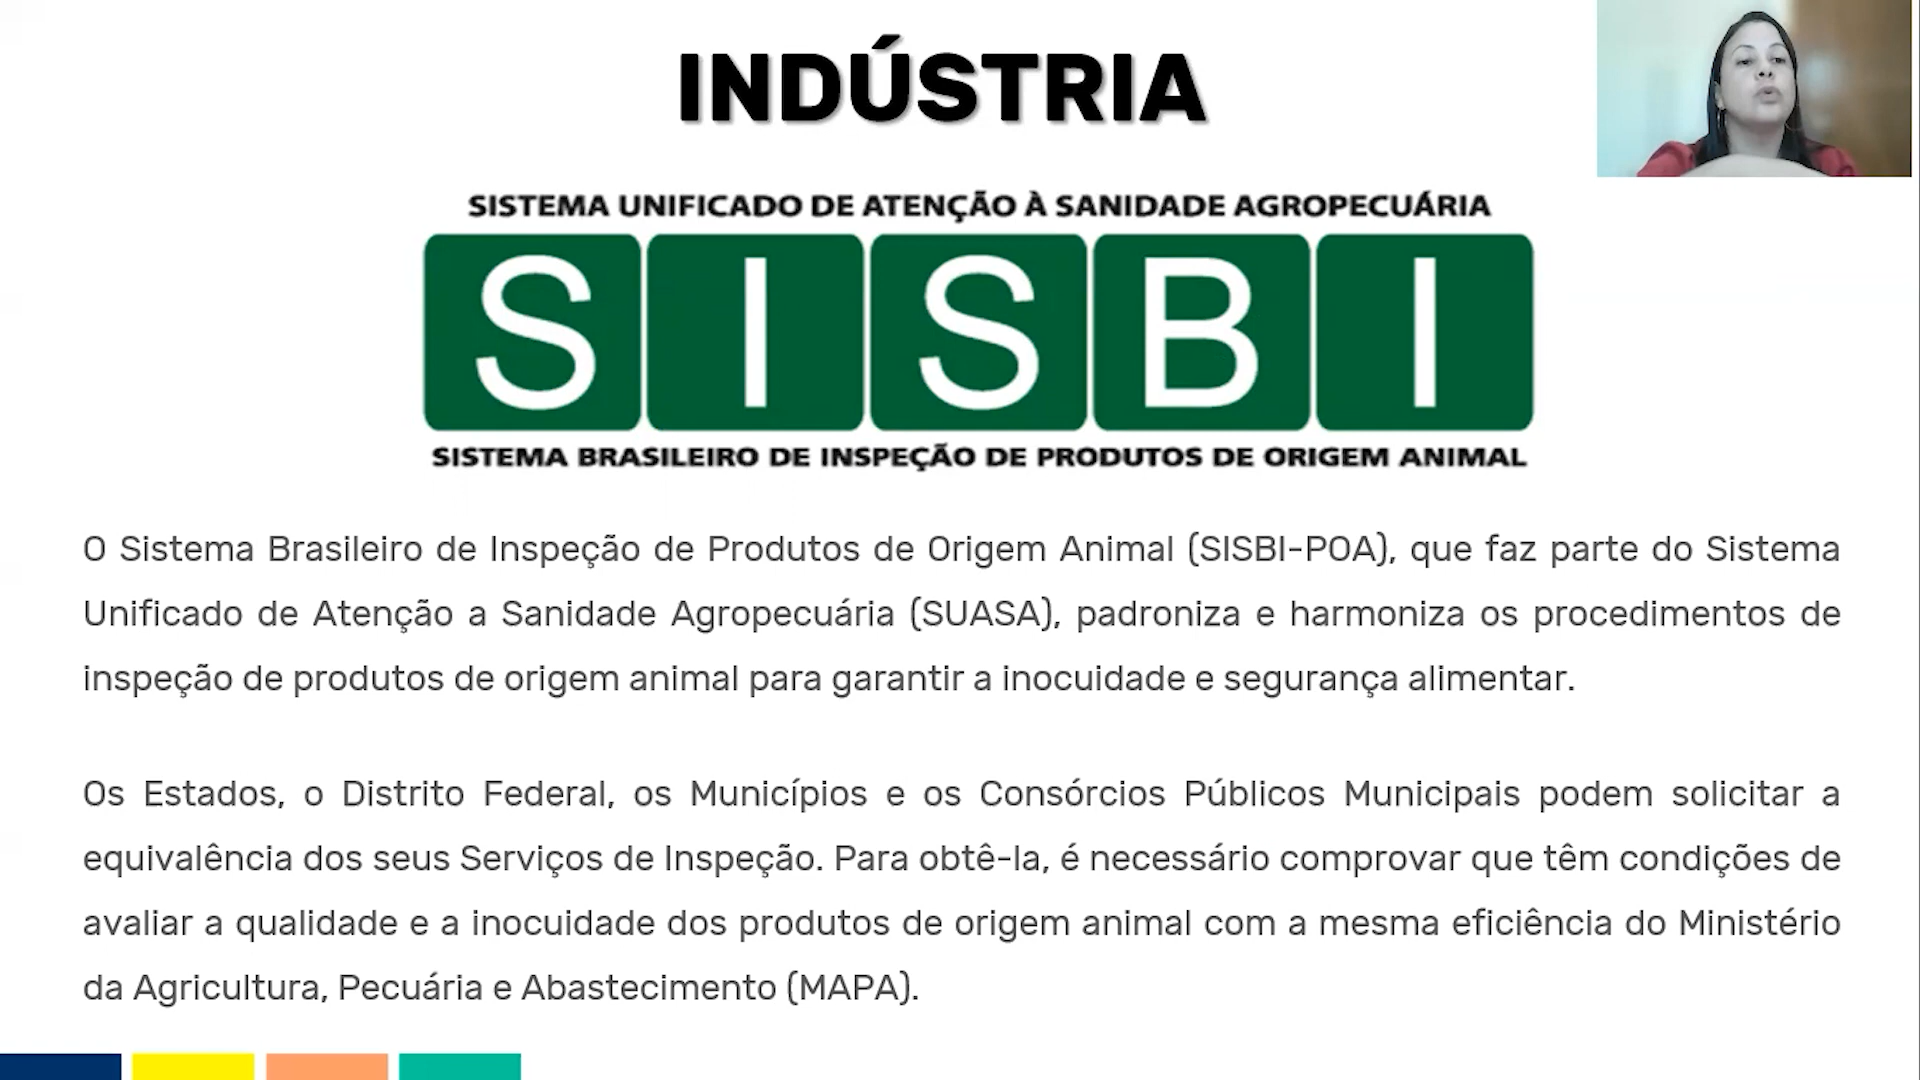 INDÚSTRIA
SISTEMA UNIFICADO DE ATENÇÃO À SANIDADE AGROPECUÁRIA
SISBI
SISTEMA BRASILEIRO DE INSPEÇÃO DE PRODUTOS DE ORIGEM ANIMAL
O Sistema Brasileiro de Inspeção de Produtos de Origem Animal (SISBI-POA), que faz parte do Sistema
Unificado de Atenção a Sanidade Agropecuária (SUASA), padroniza e harmoniza os procedimentos de
inspeção de produtos de origem animal para garantir a inocuidade e segurança alimentar.
Os Estados, o Distrito Federal, os Municípios e os Consórcios Públicos Municipais podem solicitar a
equivalência dos seus Serviços de Inspeção. Para obtê-la, é necessário comprovar que têm condições de
avaliar a qualidade e a inocuidade dos produtos de origem animal com a mesma eficiência do Ministério
da Agricultura, Pecuária e Abastecimento (MAPA).